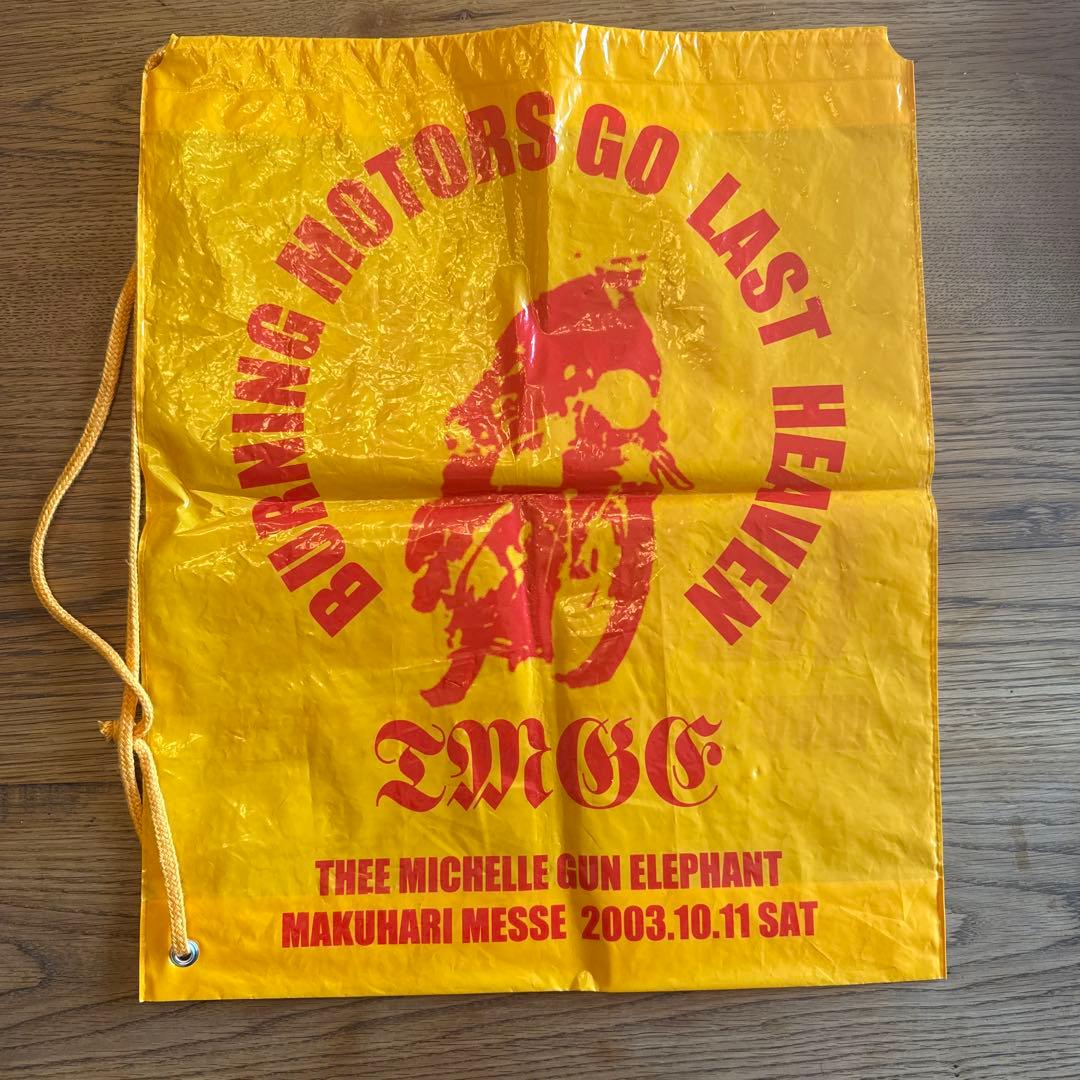 BURNING MOTORS GO LAST HEAVEN
TMGE
THEE MICHELLE GUN ELEPHANT
MAKUHARI MESSE 2003.10.11 SAT